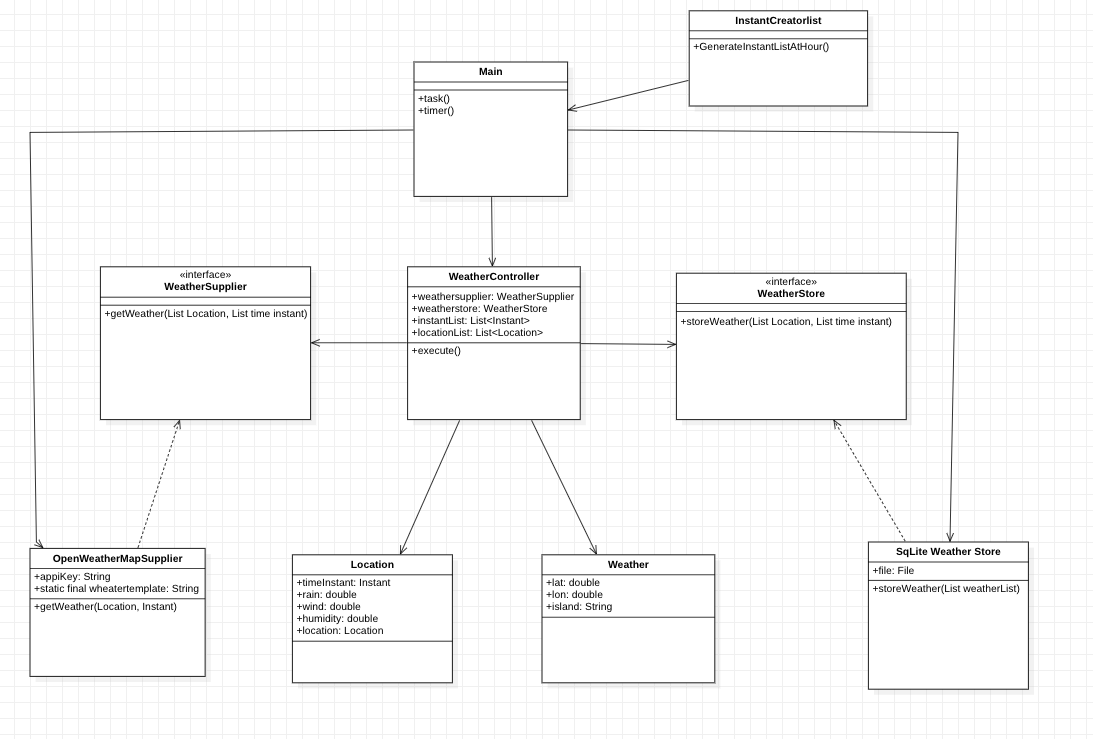 InstantCreatorlist
+GenerateInstantListAtHour()
Main
+task()
+timer()
«interface»
WeatherSupplier
+getWeather(List Location, List time instant)
WeatherController
+weathersupplier: WeatherSupplier
+weatherstore: WeatherStore
+instantList: List<Instant>
+locationList: List<Location>
+execute()
«interface»
WeatherStore
+storeWeather(List Location, List time instant)
OpenWeatherMapSupplier
+appiKey: String
+static final wheatertemplate: String
+getWeather(Location, Instant)
Location
+timeInstant: Instant
+rain: double
+wind: double
+humidity: double
+location: Location
Weather
+lat: double
+lon: double
+island: String
SqLite Weather Store
+file: File
+storeWeather(List weatherList)